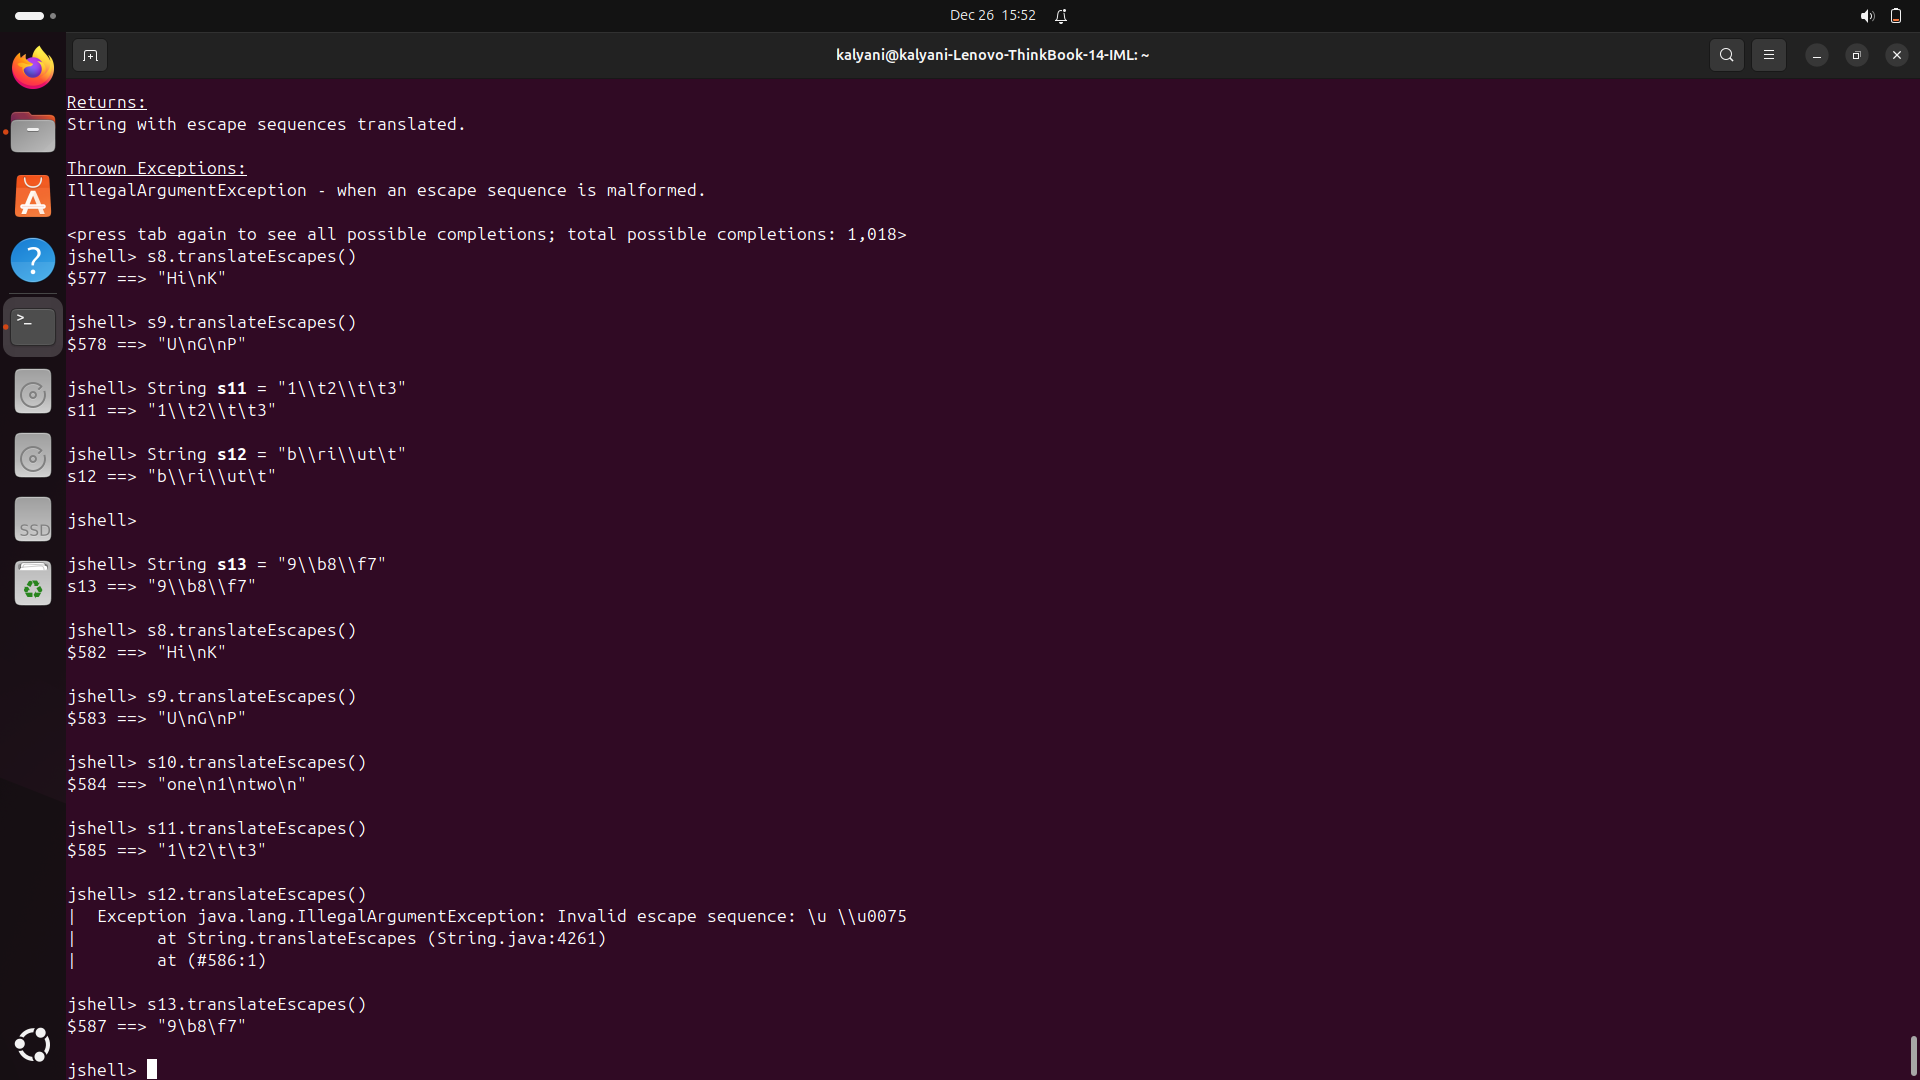 Dec 26 15:52
kalyani@kalyani-Lenovo-ThinkBook-14-IML: ~
Returns:
String with escape sequences translated.
Thrown Exceptions:
IllegalArgumentException - when an escape sequence is malformed.
<press tab again to see all possible completions; total possible completions: 1,018>
jshell> s8.translateEscapes()
$577 ==> "Hi\nK"
jshell> s9.translateEscapes()
$578 ==> "U\nG\nP"
jshell> String s11 = "1\\t2\\t\t3"
s11 ==> "1\\t2\\t\t3"
jshell> String s12 = "b\\ri\\ut\t"
s12 ==> "b\\ri\\ut\t"
jshell>
jshell> String s13 = "9\\b8\\f7"
s13 ==> "9\\b8\\f7"
jshell> s8.translateEscapes()
$582 ==> "Hi\nK"
jshell> s9.translateEscapes()
$583 ==> "U\nG\nP"
jshell> s10.translateEscapes()
$584 ==> "one\n1\ntwo\n"
jshell> s11.translateEscapes()
$585 ==> "1\t2\t\t3"
jshell> s12.translateEscapes()
|  Exception java.lang.IllegalArgumentException: Invalid escape sequence: \u \\u0075
|        at String.translateEscapes (String.java:4261)
|        at (#586:1)
jshell> s13.translateEscapes()
$587 ==> "9\b8\f7"
jshell>
SSD